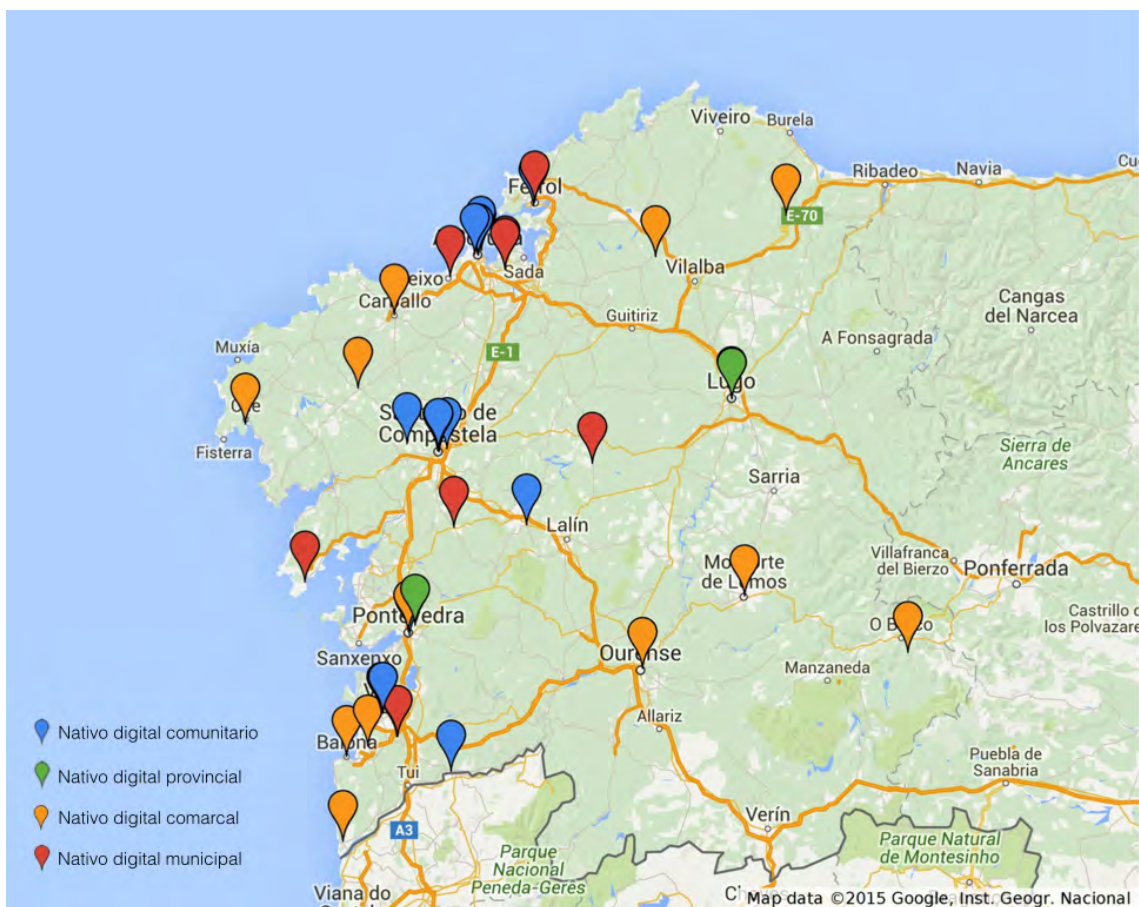 Viveiro
Burela
Ribadeo
Navia
Ferrol
E-70
Sada
Vilalba
Carballo
Guitiriz
Cangas
del Narcea
A Fonsagrada
Muxía
E-1
Lugo
Fisterra
Compostela
Sierra de
Ancares
Sarria
Lalín
Villafranca
del Bierzo
Ponferrada
de Lemos
Castrillo
los Polvazare
Pontevedra
Sanxenxo
Ourense
Manzaneda
Allariz
Nativo digital comunitario
Baiona
Puebla de
Sanabria
Tui
Nativo digital provincial
Nativo digital comarcal
Verín
A3
Nativo digital municipal
Parque
Nacional
Peneda-Gerês
Parque Natural
de Montesinho
Viana do
Map data ©2015 Google, Inst. Geogr. Nacional